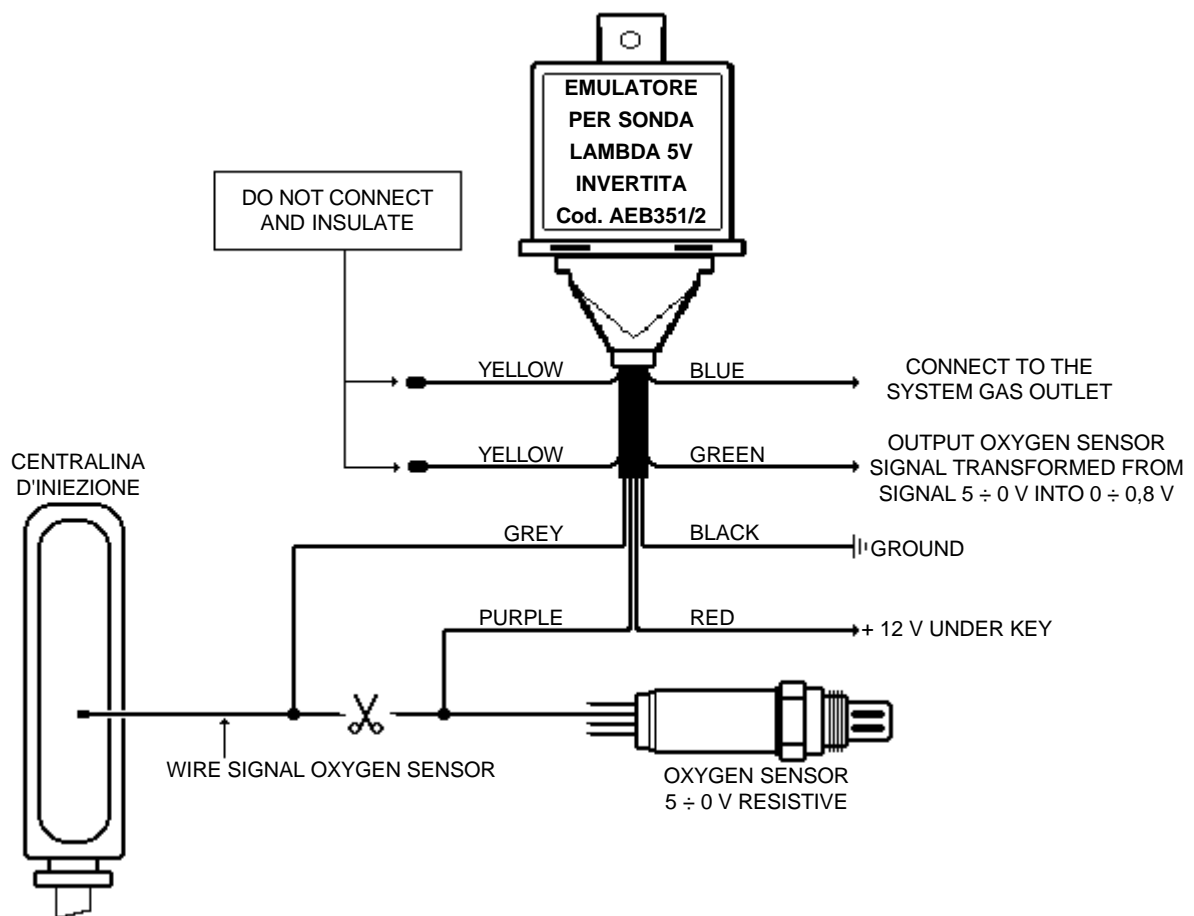 EMULATORE
PER SONDA
LAMBDA 5V
INVERTITA
Cod. AEB351/2
DO NOT CONNECT
AND INSULATE
YELLOW
BLUE
CONNECT TO THE
SYSTEM GAS OUTLET
YELLOW
GREEN
OUTPUT OXYGEN SENSOR
SIGNAL TRANSFORMED FROM
SIGNAL 5 ÷ 0 V INTO 0 ÷ 0,8 V
CENTRALINA
D'INIEZIONE
GREY
BLACK
GROUND
PURPLE
RED
+ 12 V UNDER KEY
WIRE SIGNAL OXYGEN SENSOR
OXYGEN SENSOR
5 ÷ 0 V RESISTIVE